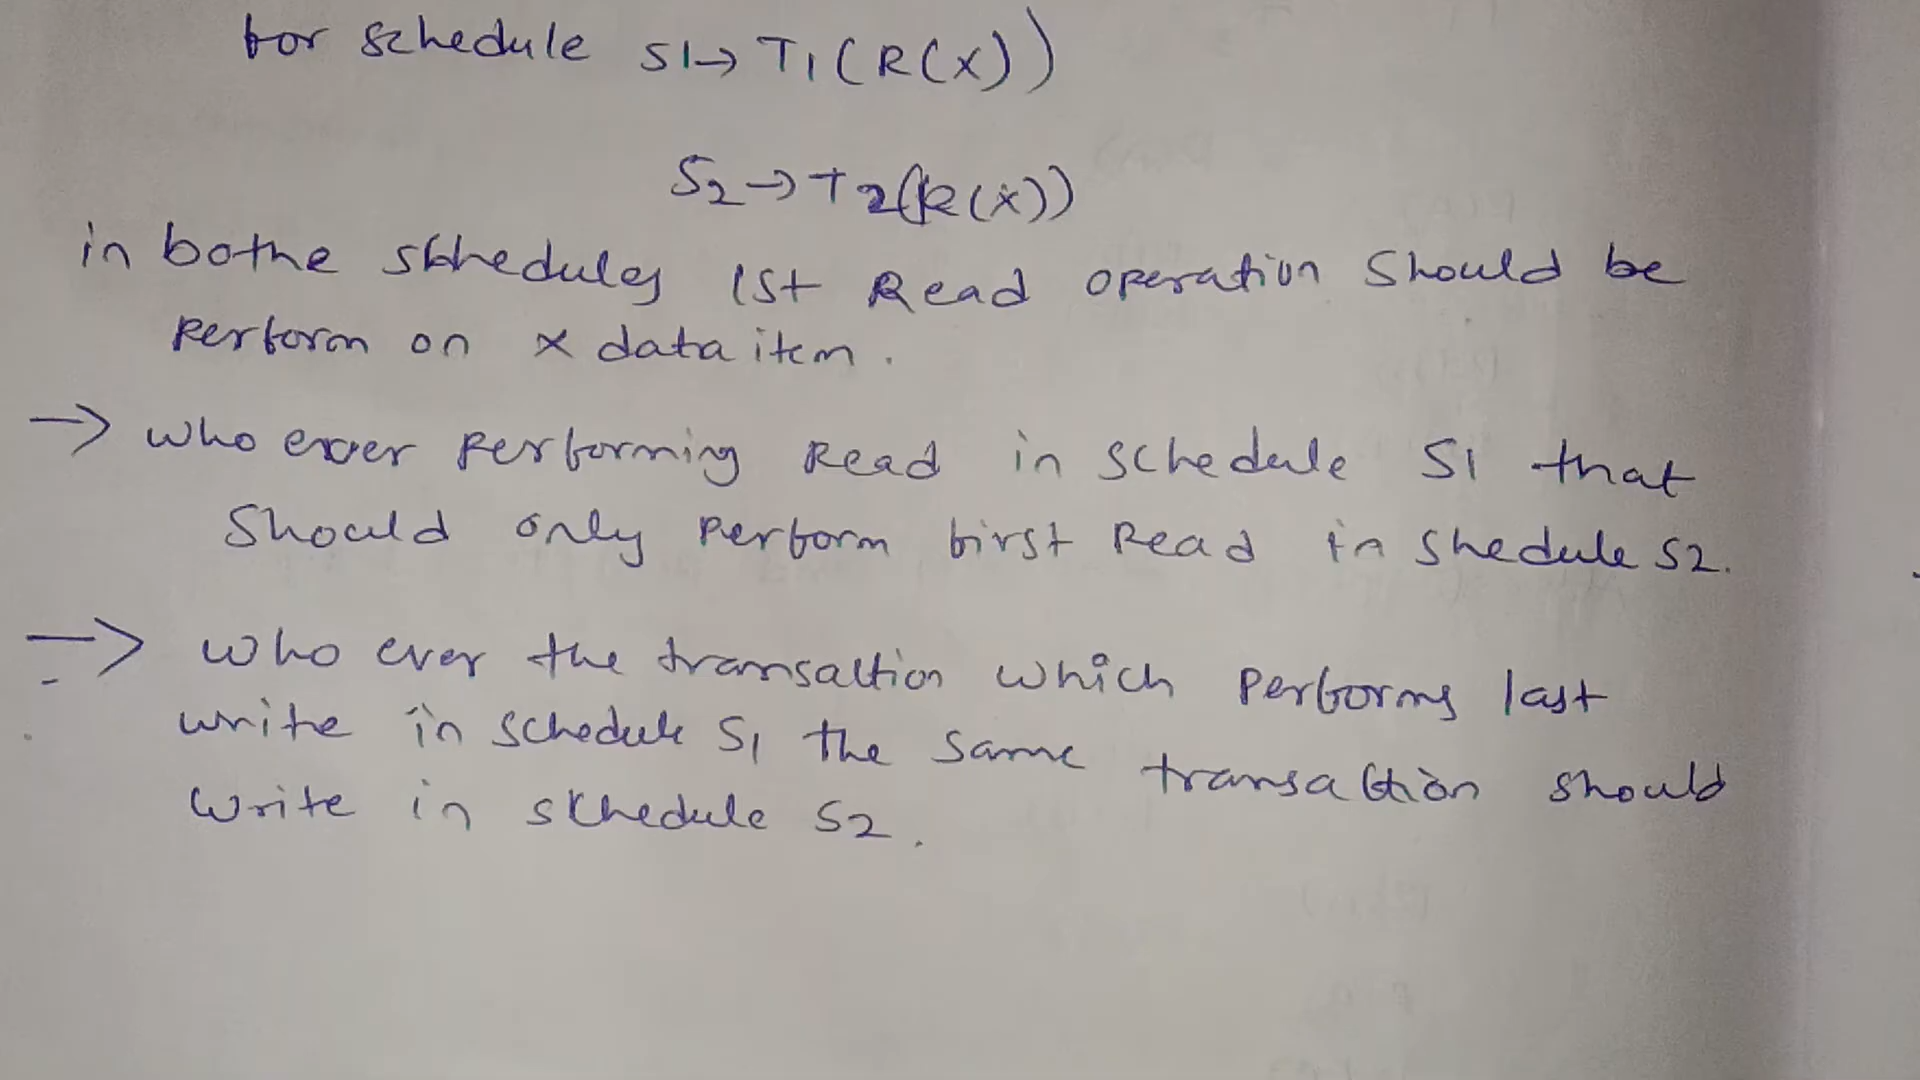 for schedule S1→ T1(R(X))
S2→T2(R(X))
in bothe shhedules 1st Read operation should be
perform on x data item.
→ who ever performing Read in schedule S1 that
should only perform first Read in shedule S2.
→ who ever the transaction which performs last
write in schedule S1 the same transaction should
write in skhedule S2.